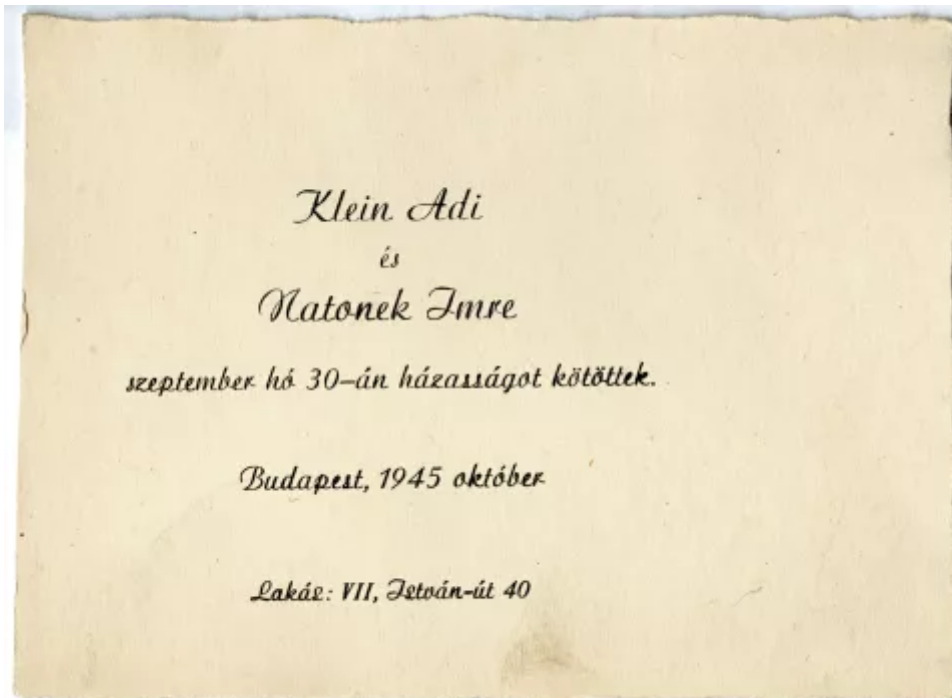 Klein Adi
és
Natonek Imre
szeptember hó 30-án házasságot kötöttek.
Budapest, 1945 október
Lakás: VII, István-út 40